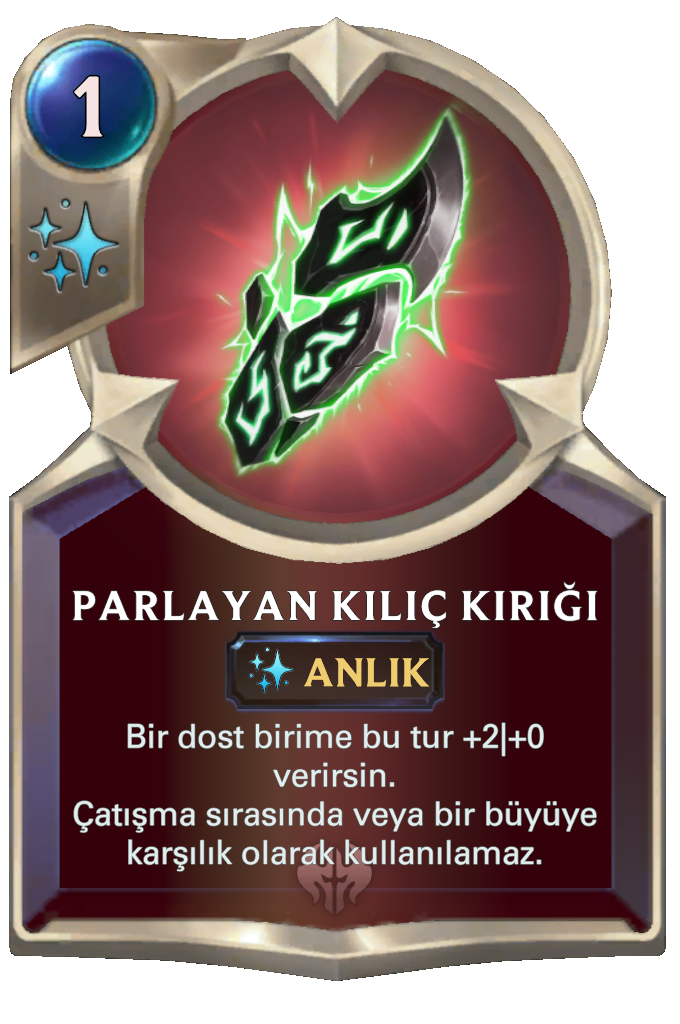 1
PARLAYAN KILIÇ KIRIĞI
ANLIK
Bir dost birime bu tur +2|+0
verirsin.
Çatışma sırasında veya bir büyüye
karşılık olarak kullanılamaz.